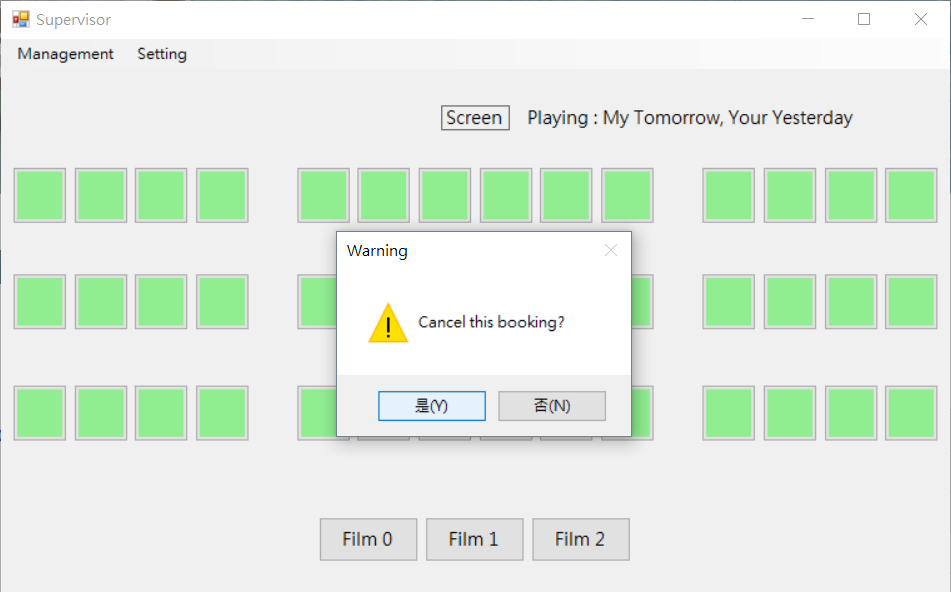 Supervisor
Management Setting
Screen Playing : My Tomorrow, Your Yesterday
Warning
Cancel this booking?
是(Y) 否(N)
Film 0 Film 1 Film 2